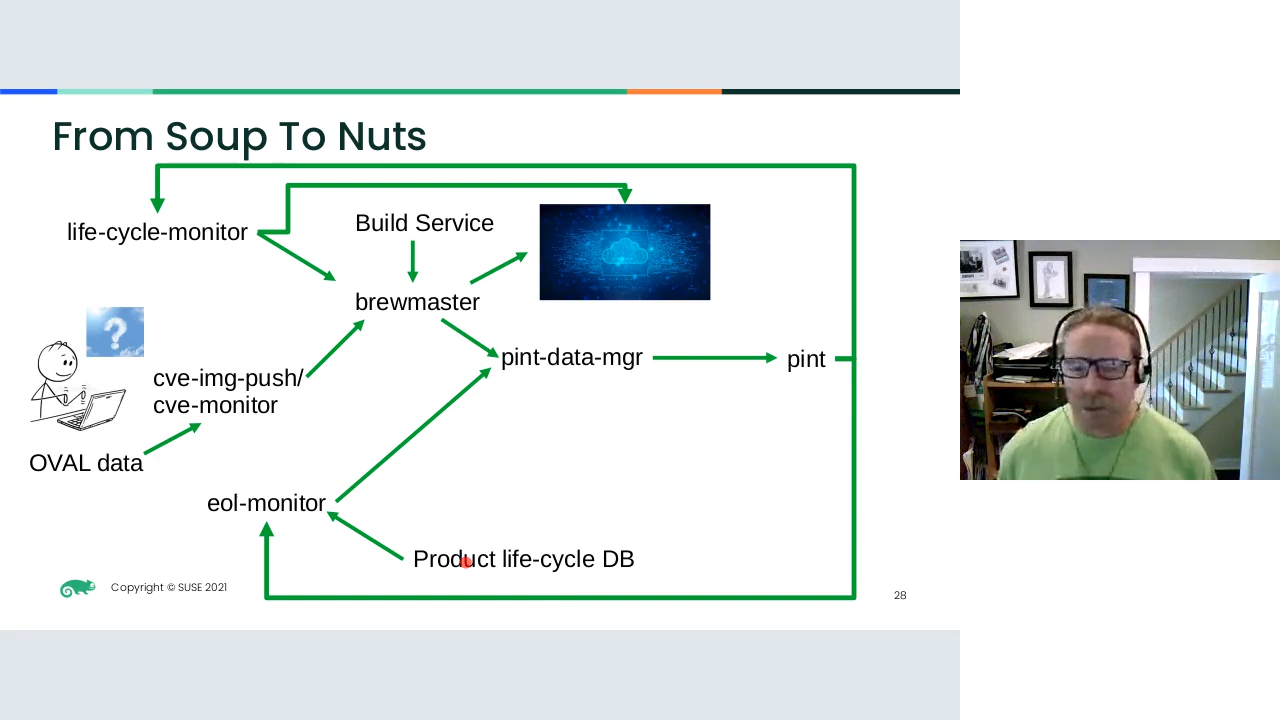 From Soup To Nuts
life-cycle-monitor
Build Service
brewmaster
?
pint-data-mgr
pint
cve-img-push/
cve-monitor
OVAL data
eol-monitor
Product life-cycle DB
Copyright © SUSE 2021
28